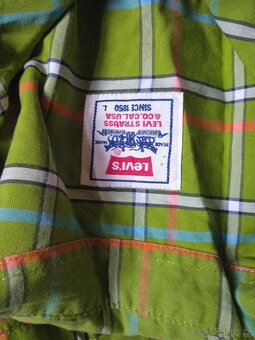 LEVI'S
LEVI STRAUSS
& CO. CAL. USA
SINCE 1850 L